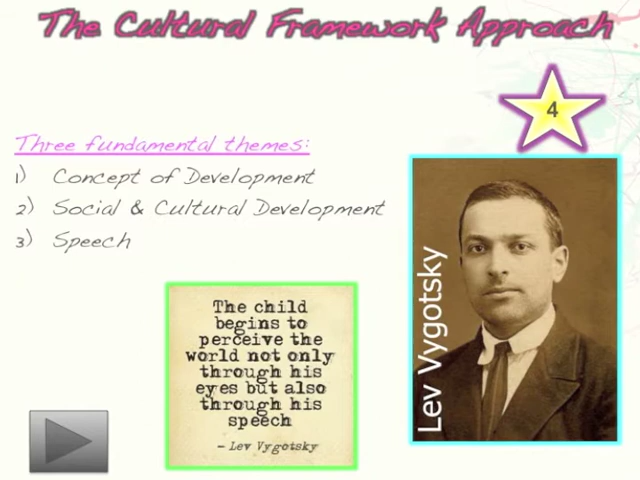 The Cultural Framework Approach
4
Three fundamental themes:
1) Concept of Development
2) Social & Cultural Development
3) Speech
Lev Vygotsky
The child
begins to
perceive the
world not only
through his
eyes but also
through his
speech
– Lev Vygotsky